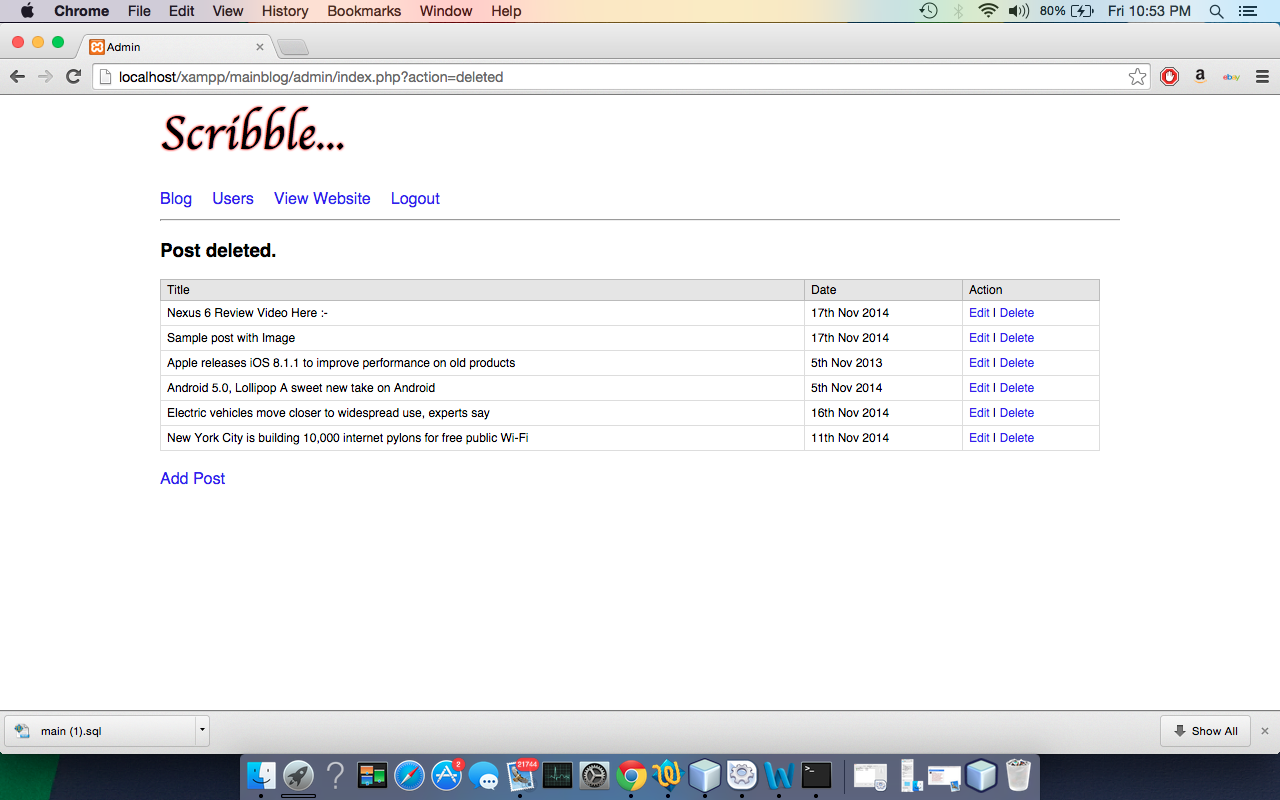 Chrome File Edit View History Bookmarks Window Help 80% Fri 10:53 PM
Admin
localhost/xampp/mainblog/admin/index.php?action=deleted a ebay
Scribble...
Blog Users View Website Logout
Post deleted.
Title Date Action
Nexus 6 Review Video Here :- 17th Nov 2014 Edit | Delete
Sample post with Image 17th Nov 2014 Edit | Delete
Apple releases iOS 8.1.1 to improve performance on old products 5th Nov 2013 Edit | Delete
Android 5.0, Lollipop A sweet new take on Android 5th Nov 2014 Edit | Delete
Electric vehicles move closer to widespread use, experts say 16th Nov 2014 Edit | Delete
New York City is building 10,000 internet pylons for free public Wi-Fi 11th Nov 2014 Edit | Delete
Add Post
main (1).sql Show All
2 21744